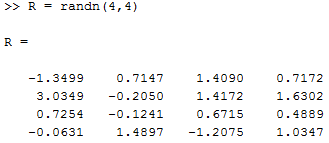 >> R = randn(4,4)
R =
-1.3499 0.7147 1.4090 0.7172
3.0349 -0.2050 1.4172 1.6302
0.7254 -0.1241 0.6715 0.4889
-0.0631 1.4897 -1.2075 1.0347